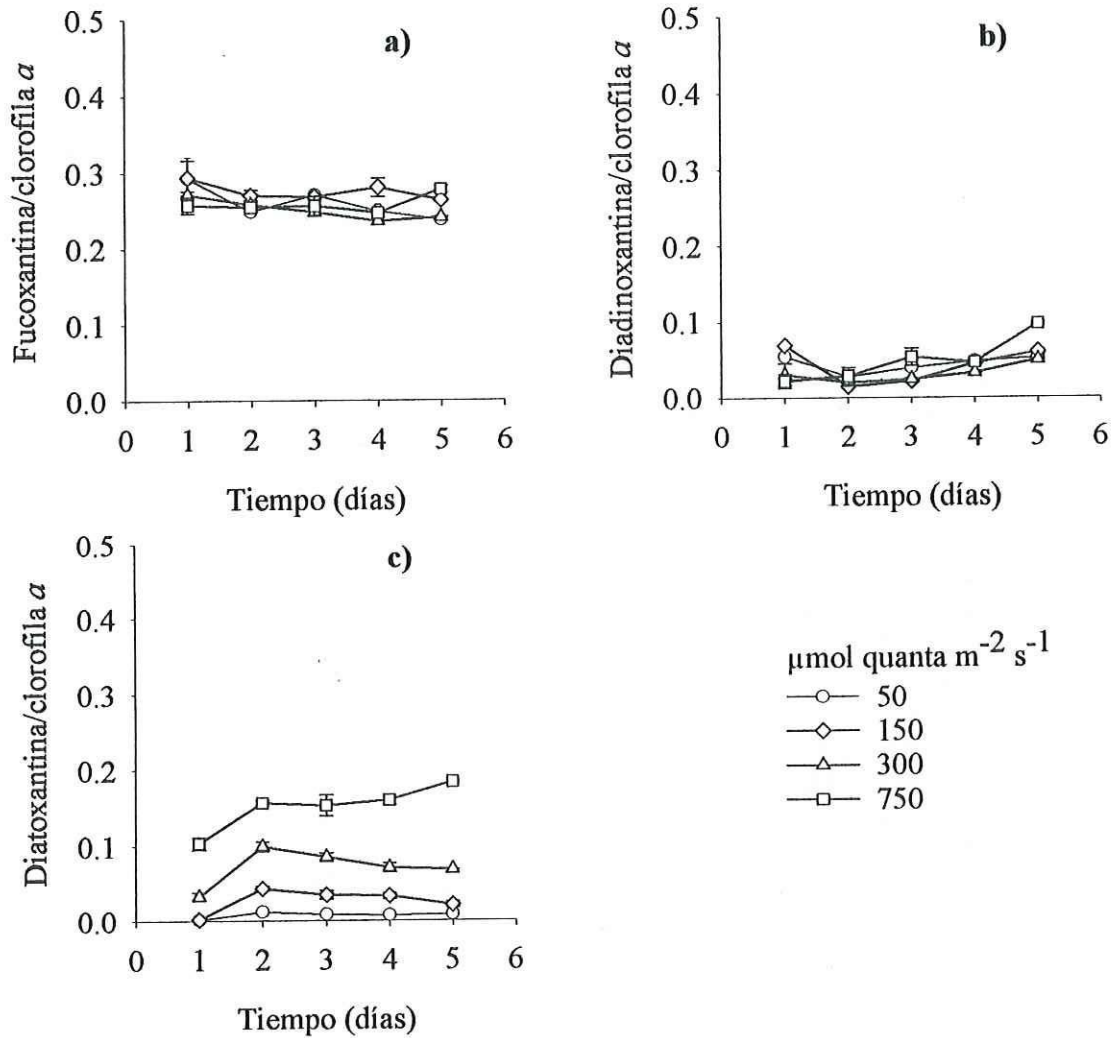 a)
Fucoxantina/clorofila a
0.5
0.4
0.3
0.2
0.1
0.0
0 1 2 3 4 5 6
Tiempo (días)
b)
Diadinoxantina/clorofila a
0.5
0.4
0.3
0.2
0.1
0.0
0 1 2 3 4 5 6
Tiempo (días)
c)
Diatoxantina/clorofila a
0.5
0.4
0.3
0.2
0.1
0.0
0 1 2 3 4 5 6
Tiempo (días)
µmol quanta m⁻² s⁻¹
50
150
300
750